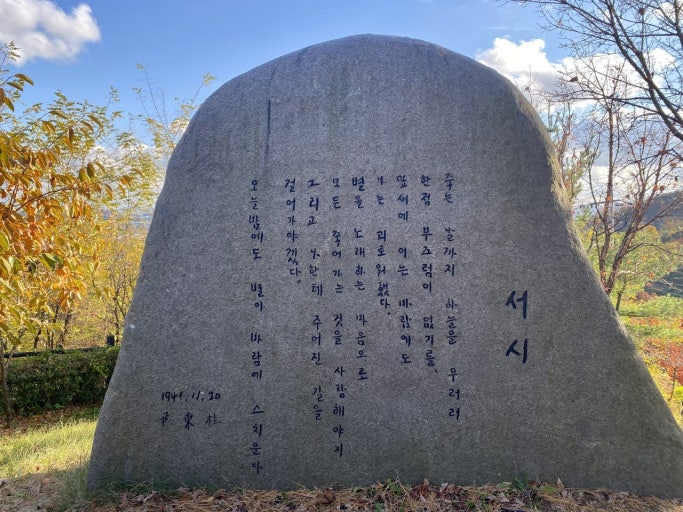 서시
죽는 날까지 하늘을 우러러
한점 부끄럼이 없기를,
잎새에 이는 바람에도
나는 괴로워했다.
별을 노래하는 마음으로
모든 죽어가는 것을 사랑해야지
그리고 나한테 주어진 길을
걸어가야겠다.
오늘밤에도 별이 바람에 스치운다
1941. 11. 20
尹東柱